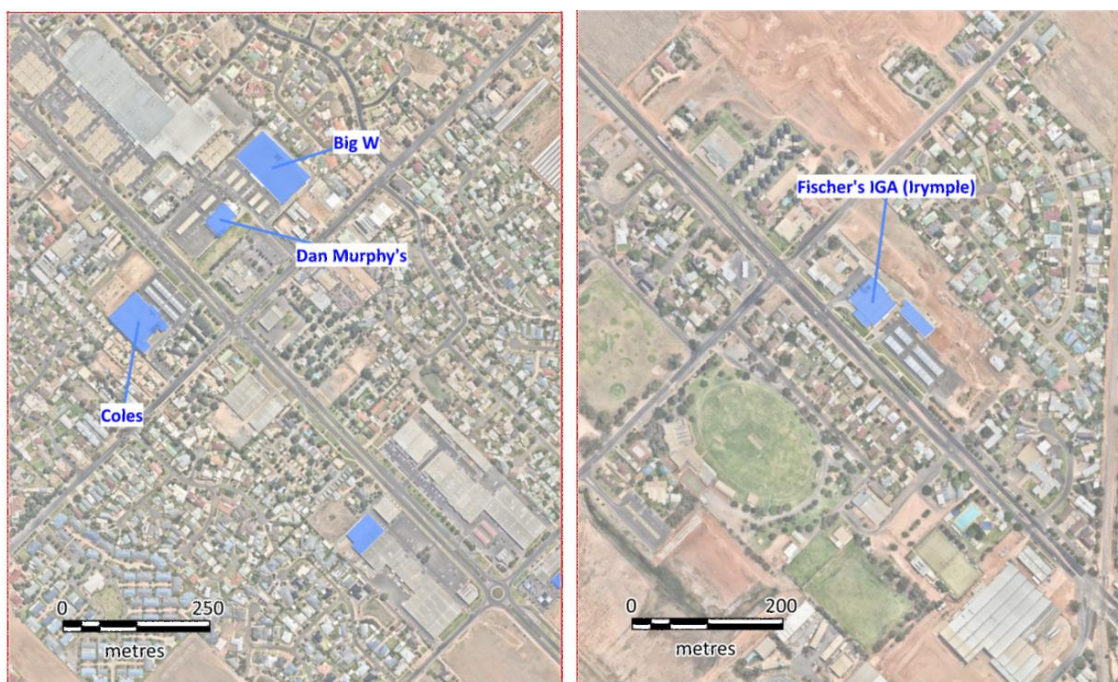 Big W
Dan Murphy's
Coles
0 250
metres
Fischer's IGA (Irymple)
0 200
metres